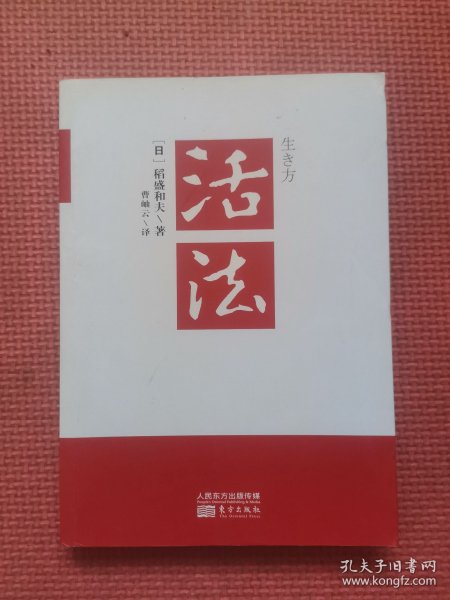 生き方
活法
[日] 稻盛和夫\著
曹岫云\译
人民东方出版传媒
People's Oriental Publishing & Media
东方出版社
The Oriental Press
孔夫子旧书网
www.kongfz.com